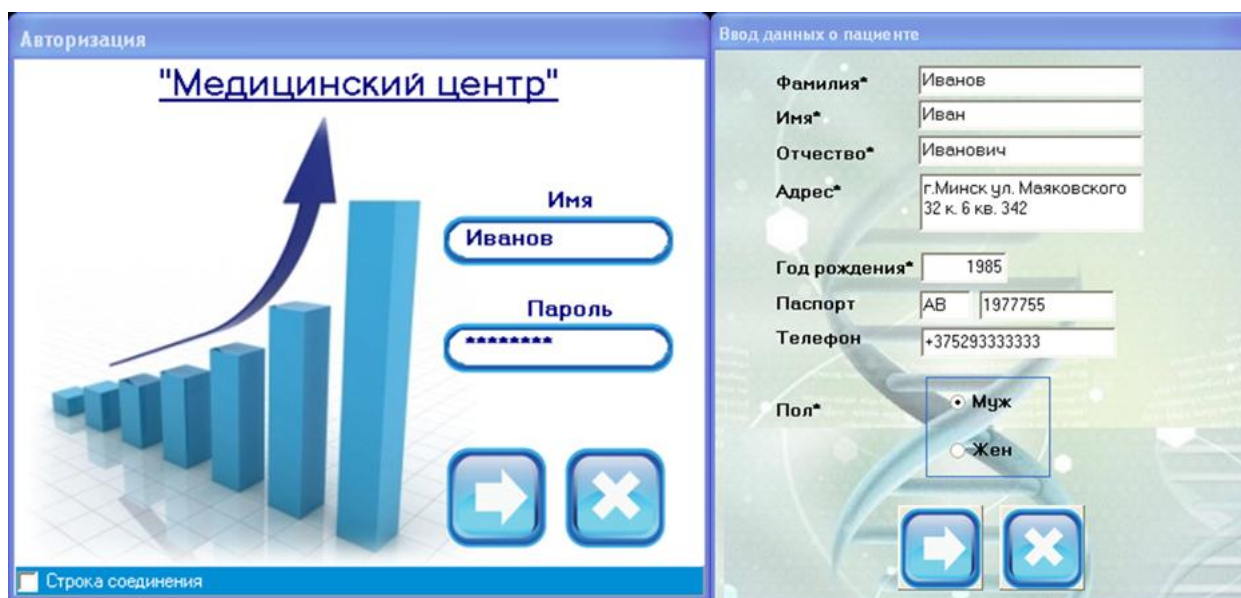 Авторизация
"Медицинский центр"
Имя
Иванов
Пароль
********
Строка соединения
Ввод данных о пациенте
Фамилия* Иванов
Имя* Иван
Отчество* Иванович
Адрес* г.Минск ул. Маяковского
32 к. 6 кв. 342
Год рождения* 1985
Паспорт АВ 1977755
Телефон +375293333333
Пол* Муж
Жен